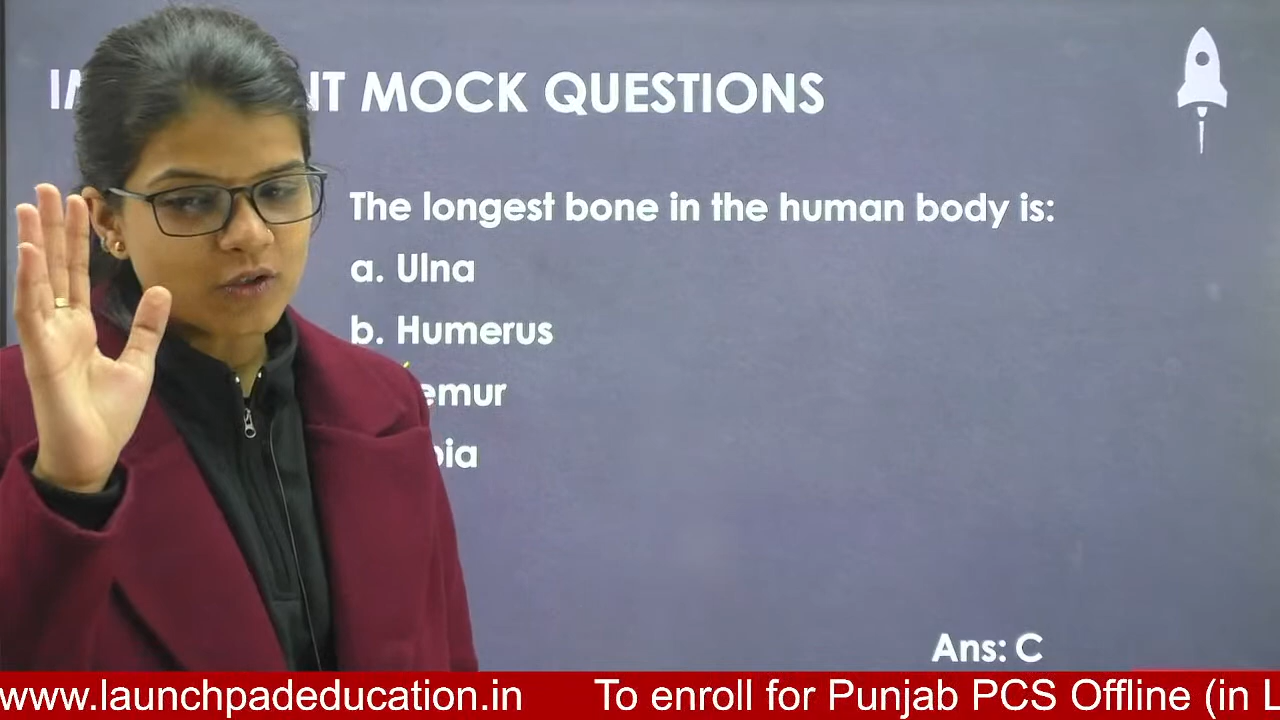 MOCK QUESTIONS
The longest bone in the human body is:
a. Ulna
b. Humerus
emur
Ans: C
www.launchpadeducation.in To enroll for Punjab PCS Offline (in L